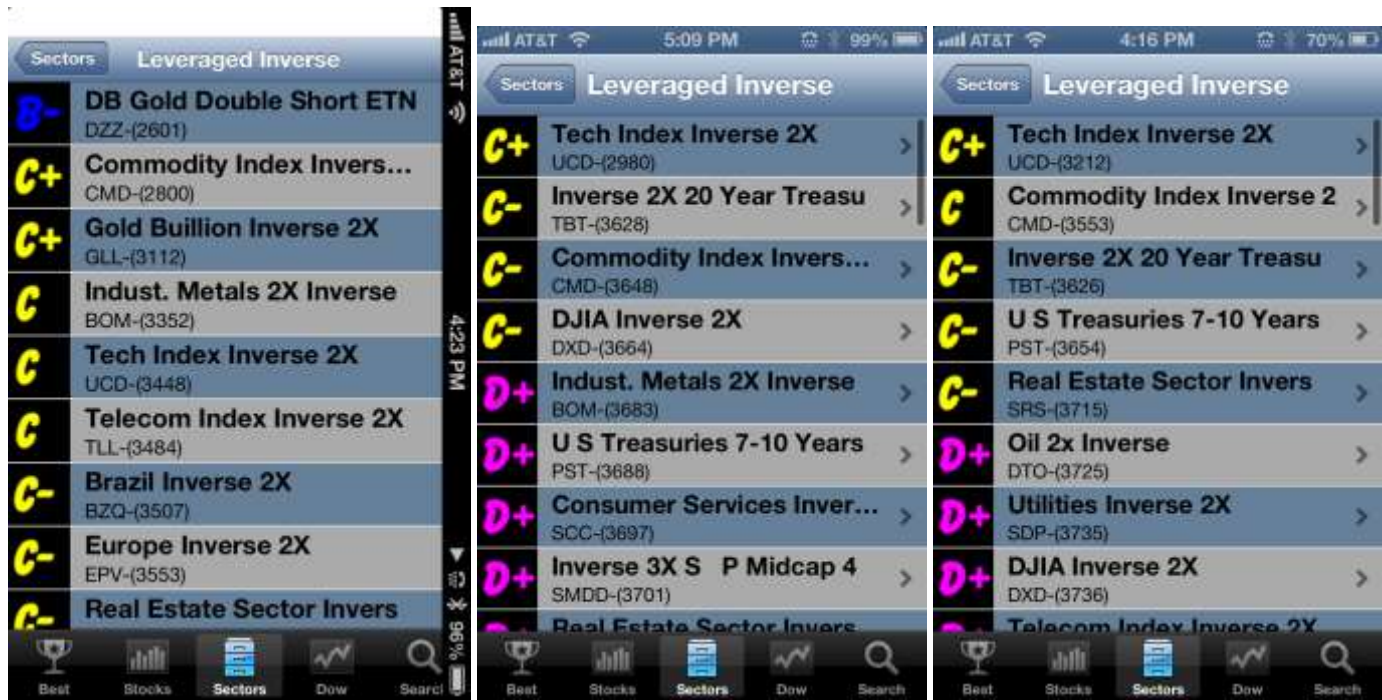 Sectors
Leveraged Inverse
B-
DB Gold Double Short ETN
DZZ-(2601)
C+
Commodity Index Invers...
CMD-(2800)
C+
Gold Buillion Inverse 2X
GLL-(3112)
C
Indust. Metals 2X Inverse
BOM-(3352)
C
Tech Index Inverse 2X
UCD-(3448)
C
Telecom Index Inverse 2X
TLL-(3484)
C-
Brazil Inverse 2X
BZQ-(3507)
C-
Europe Inverse 2X
EPV-(3553)
C-
Real Estate Sector Invers
Best
Stocks
Sectors
Dow
Searcl
AT&T
4:23 PM
96%
AT&T
5:09 PM
99%
Sectors
Leveraged Inverse
C+
Tech Index Inverse 2X
UCD-(2980)
C-
Inverse 2X 20 Year Treasu
TBT-(3628)
C-
Commodity Index Invers...
CMD-(3648)
C-
DJIA Inverse 2X
DXD-(3664)
D+
Indust. Metals 2X Inverse
BOM-(3683)
D+
U S Treasuries 7-10 Years
PST-(3688)
D+
Consumer Services Inver...
SCC-(3697)
D+
Inverse 3X S P Midcap 4
SMDD-(3701)
D+
Real Estate Sector Invers
Best
Stocks
Sectors
Dow
Search
AT&T
4:16 PM
70%
Sectors
Leveraged Inverse
C+
Tech Index Inverse 2X
UCD-(3212)
C
Commodity Index Inverse 2
CMD-(3553)
C-
Inverse 2X 20 Year Treasu
TBT-(3626)
C-
U S Treasuries 7-10 Years
PST-(3654)
C-
Real Estate Sector Invers
SRS-(3715)
D+
Oil 2x Inverse
DTO-(3725)
D+
Utilities Inverse 2X
SDP-(3735)
D+
DJIA Inverse 2X
DXD-(3736)
D+
Telecom Index Inverse 2X
Best
Stocks
Sectors
Dow
Search